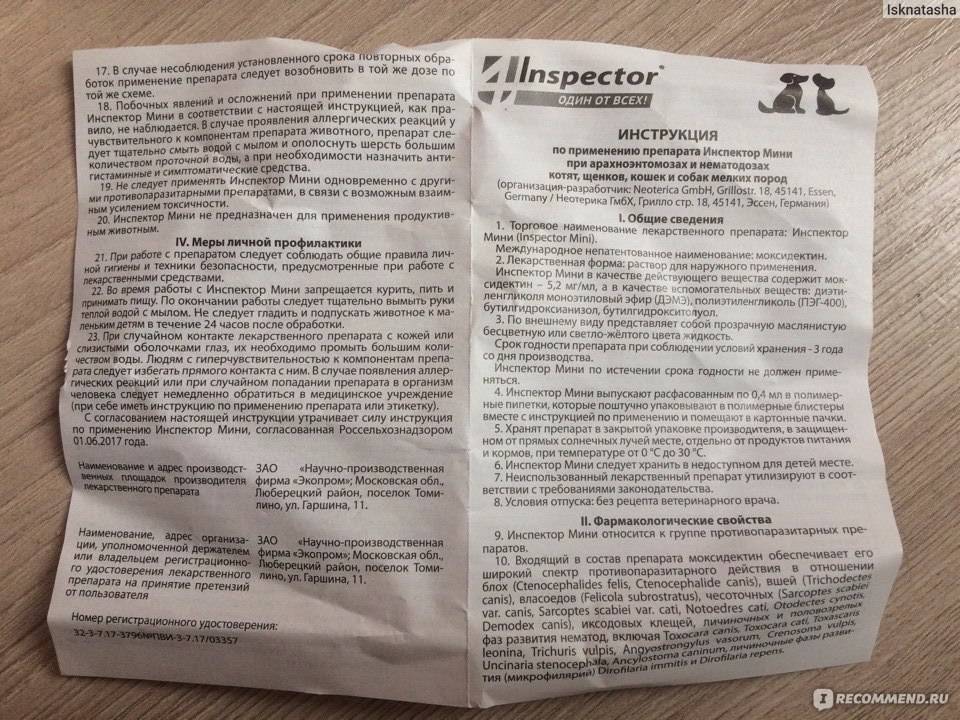 Isknatasha
17. В случае несоблюдения установленного срока повторных обра-
боток применение препарата следует возобновить в той же дозе по
той же схеме.
18. Побочных явлений и осложнений при применении препарата
Инспектор Мини в соответствии с настоящей инструкцией, как пра-
вило, не наблюдается. В случае проявления аллергических реакций у
чувствительного к компонентам препарата животного, препарат сле-
дует тщательно смыть водой с мылом и ополоснуть шерсть большим
количеством проточной воды, а при необходимости назначить анти-
гистаминные и симптоматические средства.
19. Не следует применять Инспектор Мини одновременно с други-
ми противопаразитарными препаратами, в связи с возможным взаим-
ным усилением токсичности.
20. Инспектор Мини не предназначен для применения продуктив-
ным животным.
IV. Меры личной профилактики
21. При работе с препаратом следует соблюдать общие правила лич-
ной гигиены и техники безопасности, предусмотренные при работе с
лекарственными средствами.
22. Во время работы с Инспектор Мини запрещается курить, пить и
принимать пищу. По окончании работы следует тщательно вымыть руки
теплой водой с мылом. Не следует гладить и подпускать животное к ма-
леньким детям в течение 24 часов после обработки.
23. При случайном контакте лекарственного препарата с кожей или
слизистыми оболочками глаз, их необходимо промыть большим коли-
чеством воды. Людям с гиперчувствительностью к компонентам препа-
рата следует избегать прямого контакта с ним. В случае появления аллер-
гических реакций или при случайном попадании препарата в организм
человека следует немедленно обратиться в медицинское учреждение
(при себе иметь инструкцию по применению препарата или этикетку).
С согласованием настоящей инструкции утрачивает силу инструкция
по применению Инспектор Мини, согласованная Россельхознадзором
01.06.2017 года.
Наименование и адрес производст-
венных площадок производителя
лекарственного препарата
ЗАО «Научно-производственная
фирма «Экопром»; Московская обл.,
Люберецкий район, поселок Томи-
лино, ул. Гаршина, 11.
Наименование, адрес организа-
ции, уполномоченной держателем
или владельцем регистрационно-
го удостоверения лекарственного
препарата на принятие претензий
от пользователя
ЗАО «Научно-производственная
фирма «Экопром»; Московская обл.,
Люберецкий район, поселок Томи-
лино, ул. Гаршина, 11.
Номер регистрационного удостоверения:
32-3-7.17-3796№ПВИ-3-7.17/03357
4 Inspector®
ОДИН ОТ ВСЕХ!
ИНСТРУКЦИЯ
по применению препарата Инспектор Мини
при арахноэнтомозах и нематодозах
котят, щенков, кошек и собак мелких пород
(организация-разработчик: Neoterica GmbH, Grillostr. 18, 45141, Essen,
Germany / Неотерика ГмбХ, Грилло стр. 18, 45141, Эссен, Германия)
I. Общие сведения
1. Торговое наименование лекарственного препарата: Инспектор
Мини (Inspector Mini).
Международное непатентованное наименование: моксидектин.
2. Лекарственная форма: раствор для наружного применения.
Инспектор Мини в качестве действующего вещества содержит мок-
сидектин – 5,2 мг/мл, а в качестве вспомогательных веществ: диэти-
ленгликоля моноэтиловый эфир (ДЭМЭ), полиэтиленгликоль (ПЭГ-400),
бутилгидроксианизол, бутилгидрокситолуол.
3. По внешнему виду представляет собой прозрачную маслянистую
бесцветную или светло-жёлтого цвета жидкость.
Срок годности препарата при соблюдении условий хранения - 3 года
со дня производства.
Инспектор Мини по истечении срока годности не должен приме-
няться.
4. Инспектор Мини выпускают расфасованным по 0,4 мл в полимер-
ные пипетки, которые поштучно упаковывают в полимерные блистеры
вместе с инструкцией по применению и помещают в картонные пачки.
5. Хранят препарат в закрытой упаковке производителя, в защищен-
ном от прямых солнечных лучей месте, отдельно от продуктов питания
и кормов, при температуре от 0 °С до 30 °С.
6. Инспектор Мини следует хранить в недоступном для детей месте.
7. Неиспользованный лекарственный препарат утилизируют в соот-
ветствии с требованиями законодательства.
8. Условия отпуска: без рецепта ветеринарного врача.
II. Фармакологические свойства
9. Инспектор Мини относится к группе противопаразитарных пре-
паратов.
10. Входящий в состав препарата моксидектин обеспечивает его
широкий спектр противопаразитарного действия в отношении
блох (Ctenocephalides felis, Ctenocephalide canis), вшей (Trichodectes
canis), власоедов (Felicola subrostratus), чесоточных (Sarcoptes scabiei
var. canis, Sarcoptes scabiei var. cati, Notoedres cati, Otodectes cynotis,
Demodex canis), иксодовых клещей, личиночных и половозрелых
фаз развития нематод, включая Toxocara canis, Toxocara cati, Toxascaris
leonina, Trichuris vulpis, Angyostrongylus vasorum, Crenosoma vulpis,
Uncinaria stenocephala, Ancylostoma caninum, личиночные фазы разви-
тия (микрофилярии) Dirofilaria immitis и Dirofilaria repens.
I RECOMMEND.RU